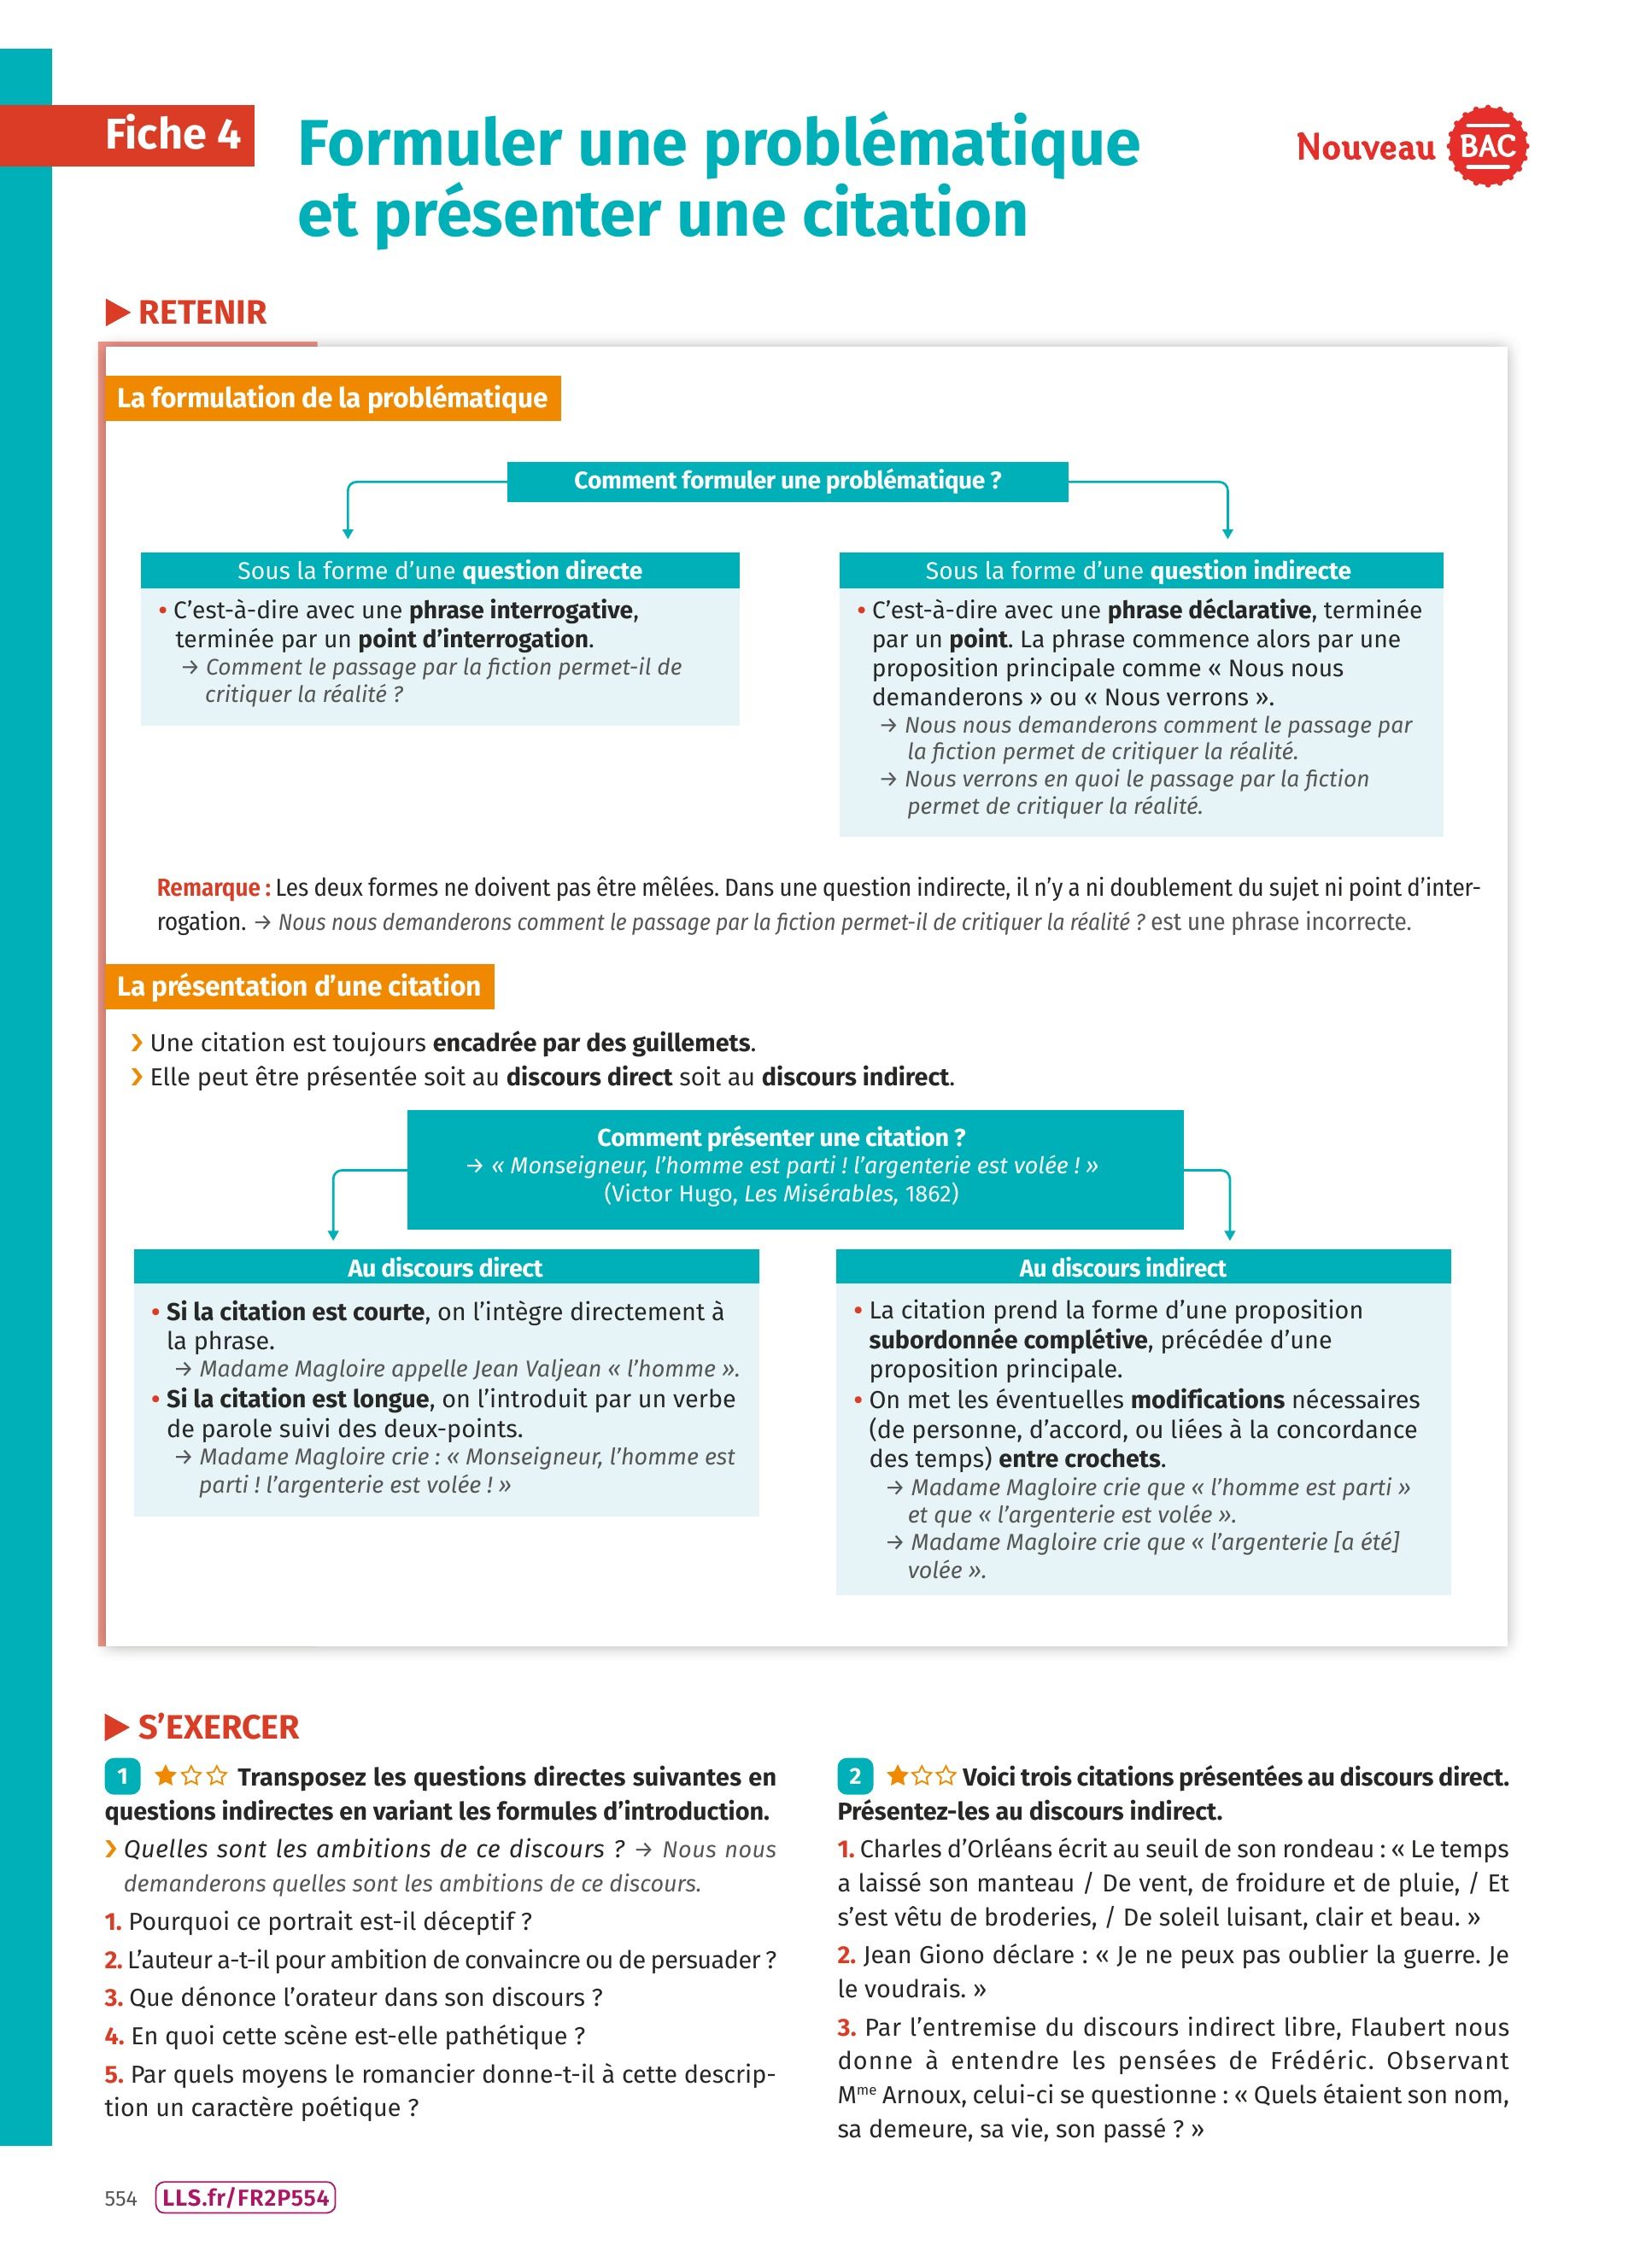 Fiche 4
Formuler une problématique
et présenter une citation
Nouveau BAC
RETENIR
La formulation de la problématique
Comment formuler une problématique ?
Sous la forme d’une question directe
• C’est-à-dire avec une phrase interrogative,
terminée par un point d’interrogation.
→ Comment le passage par la fiction permet-il de
critiquer la réalité ?
Sous la forme d’une question indirecte
• C’est-à-dire avec une phrase déclarative, terminée
par un point. La phrase commence alors par une
proposition principale comme « Nous nous
demanderons » ou « Nous verrons ».
→ Nous nous demanderons comment le passage par
la fiction permet de critiquer la réalité.
→ Nous verrons en quoi le passage par la fiction
permet de critiquer la réalité.
Remarque : Les deux formes ne doivent pas être mêlées. Dans une question indirecte, il n’y a ni doublement du sujet ni point d’inter-
rogation. → Nous nous demanderons comment le passage par la fiction permet-il de critiquer la réalité ? est une phrase incorrecte.
La présentation d’une citation
› Une citation est toujours encadrée par des guillemets.
› Elle peut être présentée soit au discours direct soit au discours indirect.
Comment présenter une citation ?
→ « Monseigneur, l’homme est parti ! l’argenterie est volée ! »
(Victor Hugo, Les Misérables, 1862)
Au discours direct
• Si la citation est courte, on l’intègre directement à
la phrase.
→ Madame Magloire appelle Jean Valjean « l’homme ».
• Si la citation est longue, on l’introduit par un verbe
de parole suivi des deux-points.
→ Madame Magloire crie : « Monseigneur, l’homme est
parti ! l’argenterie est volée ! »
Au discours indirect
• La citation prend la forme d’une proposition
subordonnée complétive, précédée d’une
proposition principale.
• On met les éventuelles modifications nécessaires
(de personne, d’accord, ou liées à la concordance
des temps) entre crochets.
→ Madame Magloire crie que « l’homme est parti »
et que « l’argenterie est volée ».
→ Madame Magloire crie que « l’argenterie [a été]
volée ».
S’EXERCER
1 ★☆☆ Transposez les questions directes suivantes en
questions indirectes en variant les formules d’introduction.
› Quelles sont les ambitions de ce discours ? → Nous nous
demanderons quelles sont les ambitions de ce discours.
1. Pourquoi ce portrait est-il déceptif ?
2. L’auteur a-t-il pour ambition de convaincre ou de persuader ?
3. Que dénonce l’orateur dans son discours ?
4. En quoi cette scène est-elle pathétique ?
5. Par quels moyens le romancier donne-t-il à cette descrip-
tion un caractère poétique ?
2 ★☆☆ Voici trois citations présentées au discours direct.
Présentez-les au discours indirect.
1. Charles d’Orléans écrit au seuil de son rondeau : « Le temps
a laissé son manteau / De vent, de froidure et de pluie, / Et
s’est vêtu de broderies, / De soleil luisant, clair et beau. »
2. Jean Giono déclare : « Je ne peux pas oublier la guerre. Je
le voudrais. »
3. Par l’entremise du discours indirect libre, Flaubert nous
donne à entendre les pensées de Frédéric. Observant
Mme Arnoux, celui-ci se questionne : « Quels étaient son nom,
sa demeure, sa vie, son passé ? »
554 LLS.fr/FR2P554